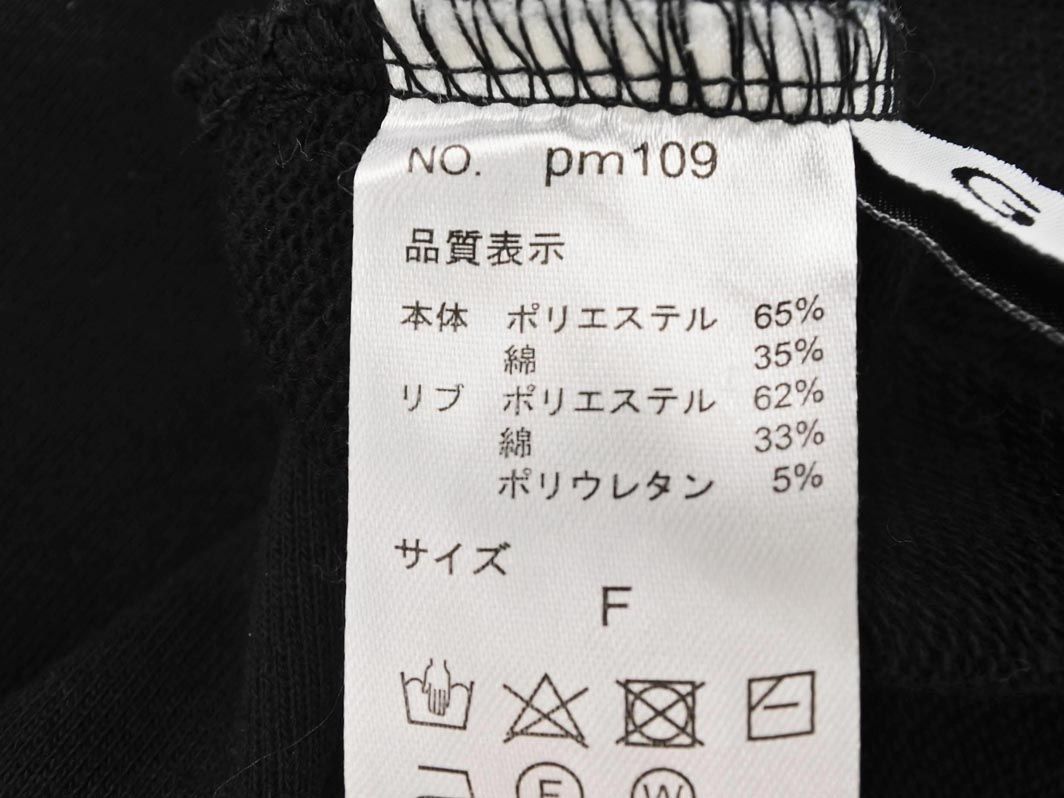 NO. pm109
品質表示
本体 ポリエステル 65%
綿 35%
リブ ポリエステル 62%
綿 33%
ポリウレタン 5%
サイズ
F
G
F W